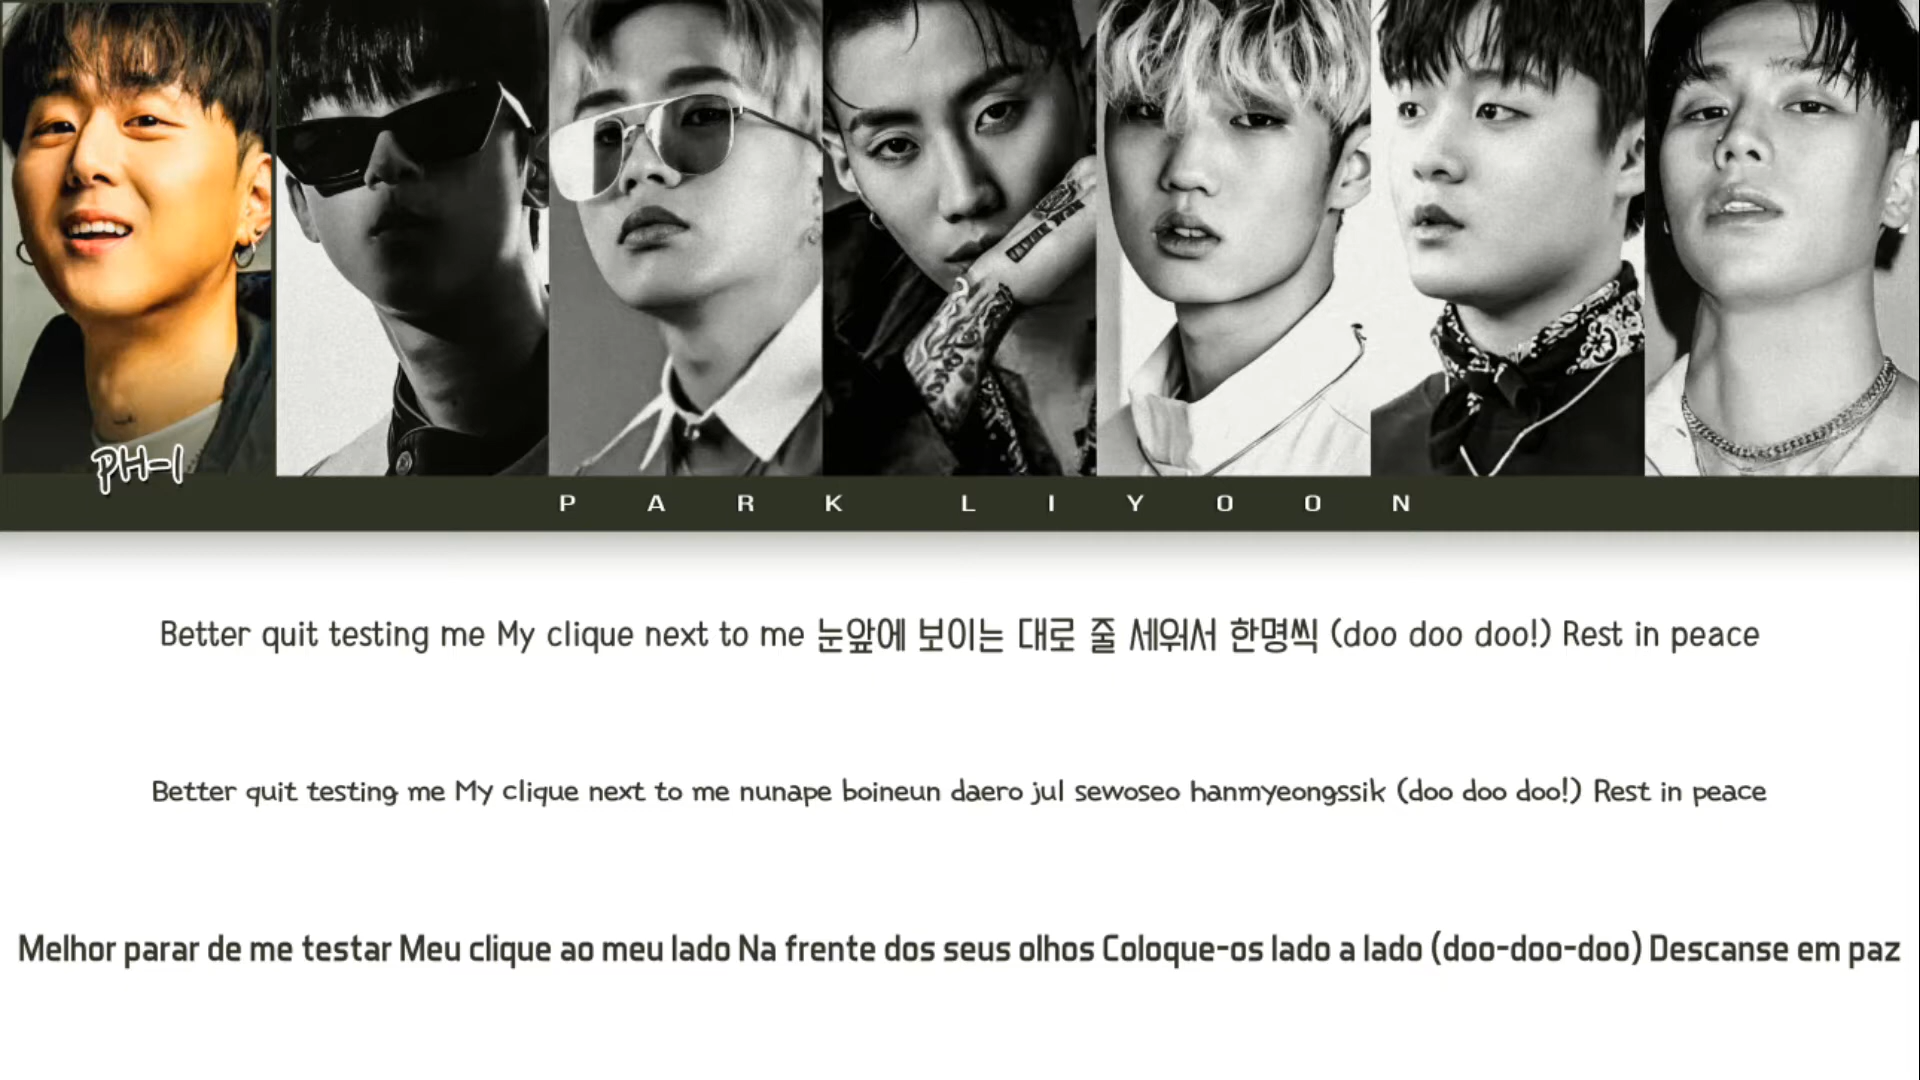 PH-1
PARK LIYOON
Better quit testing me My clique next to me 눈앞에 보이는 대로 줄 세워서 한명씩 (doo doo doo!) Rest in peace
Better quit testing me My clique next to me nunape boineun daero jul sewoseo hanmyeongssik (doo doo doo!) Rest in peace
Melhor parar de me testar Meu clique ao meu lado Na frente dos seus olhos Coloque-os lado a lado (doo-doo-doo) Descanse em paz